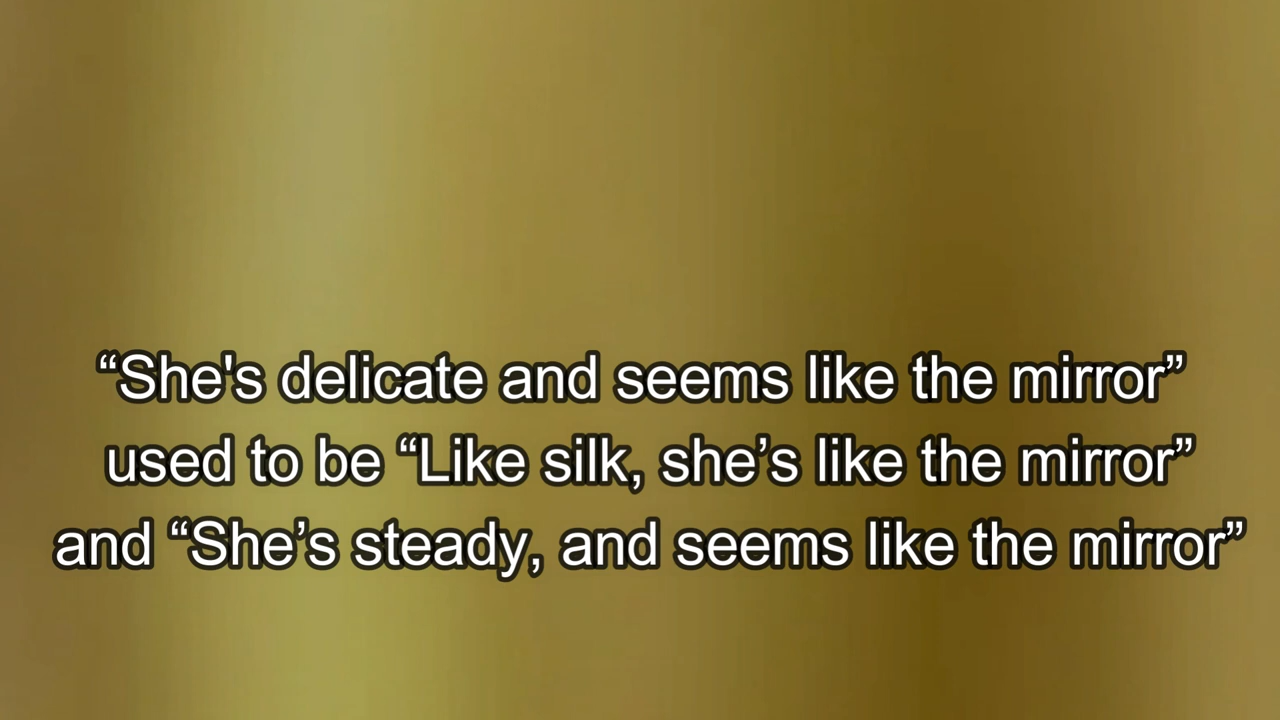 “She's delicate and seems like the mirror”
used to be “Like silk, she’s like the mirror”
and “She’s steady, and seems like the mirror”